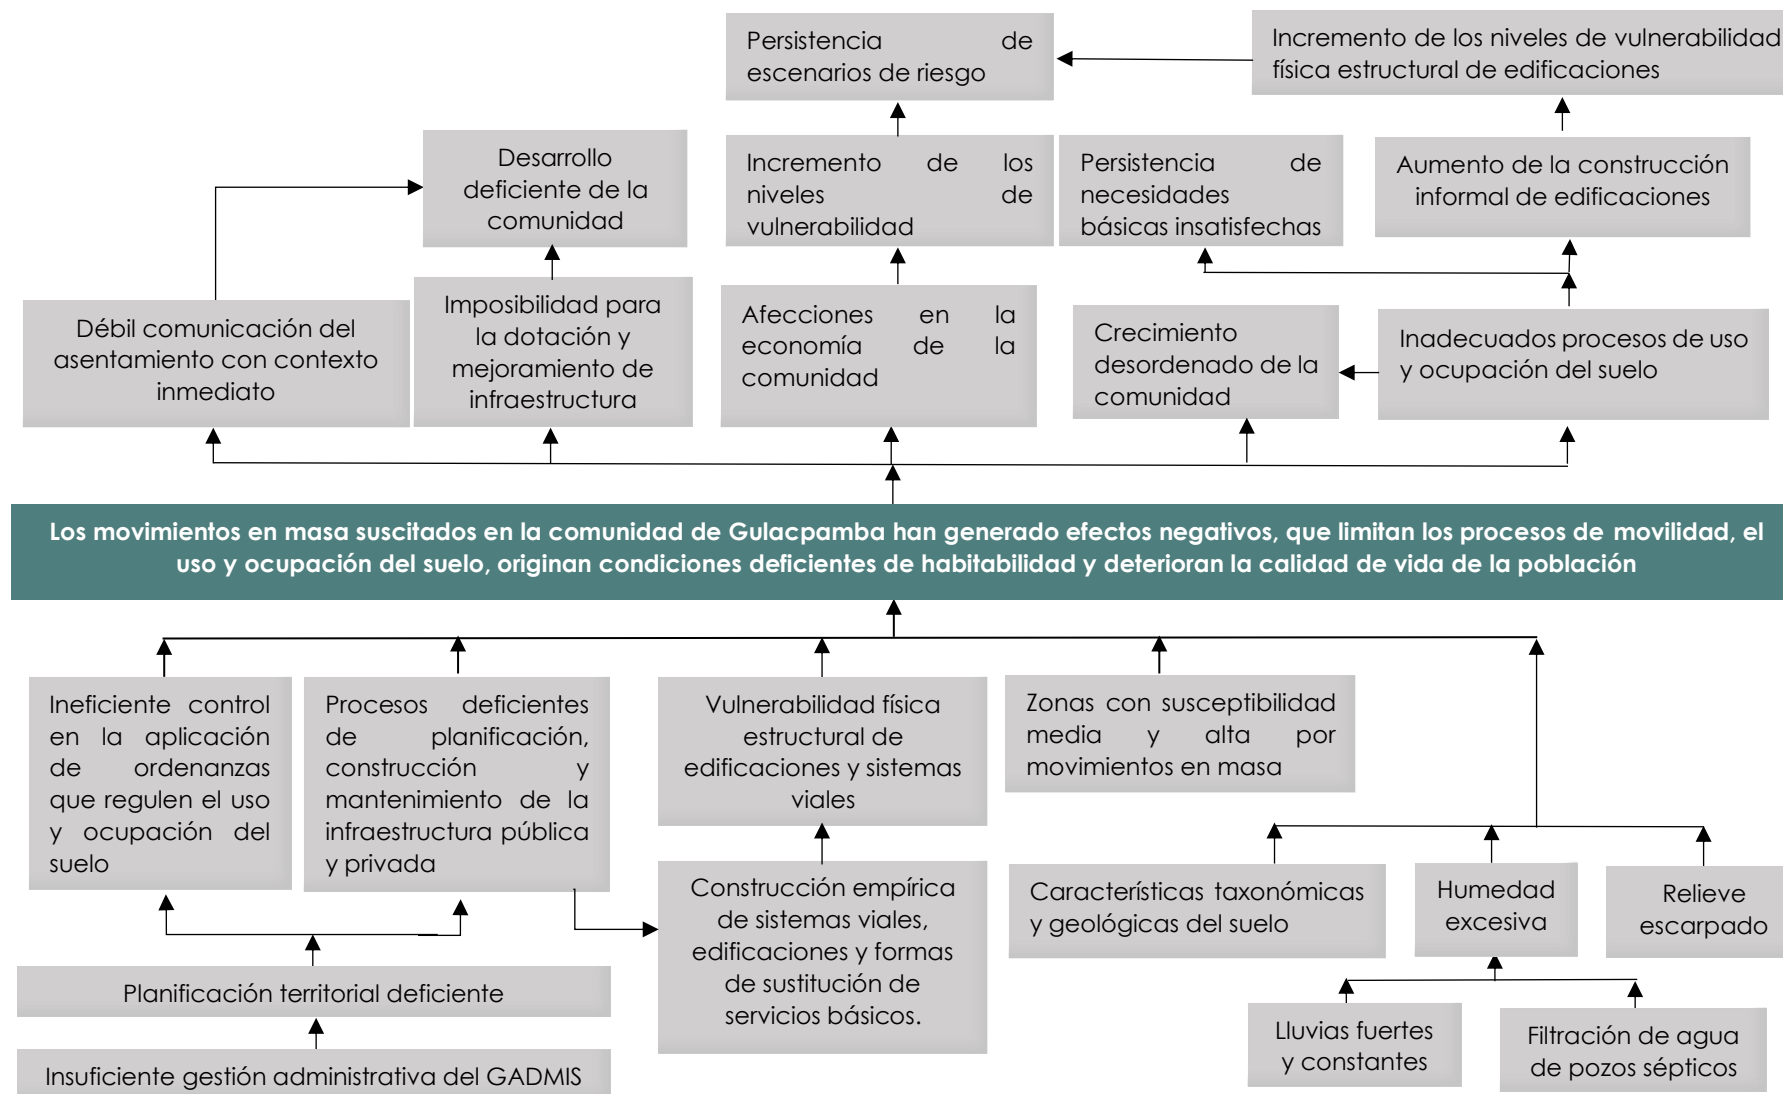 Persistencia de
escenarios de riesgo
Incremento de los niveles de vulnerabilidad
física estructural de edificaciones
Desarrollo
deficiente de la
comunidad
Incremento de los
niveles de
vulnerabilidad
Persistencia de
necesidades
básicas insatisfechas
Aumento de la construcción
informal de edificaciones
Débil comunicación del
asentamiento con contexto
inmediato
Imposibilidad para
la dotación y
mejoramiento de
infraestructura
Afecciones en la
economía de la
comunidad
Crecimiento
desordenado de la
comunidad
Inadecuados procesos de uso
y ocupación del suelo
Los movimientos en masa suscitados en la comunidad de Gulacpamba han generado efectos negativos, que limitan los procesos de movilidad, el
uso y ocupación del suelo, originan condiciones deficientes de habitabilidad y deterioran la calidad de vida de la población
Ineficiente control
en la aplicación
de ordenanzas
que regulen el uso
y ocupación del
suelo
Procesos deficientes
de planificación,
construcción y
mantenimiento de la
infraestructura pública
y privada
Vulnerabilidad física
estructural de
edificaciones y sistemas
viales
Zonas con susceptibilidad
media y alta por
movimientos en masa
Construcción empírica
de sistemas viales,
edificaciones y formas
de sustitución de
servicios básicos.
Características taxonómicas
y geológicas del suelo
Humedad
excesiva
Relieve
escarpado
Planificación territorial deficiente
Lluvias fuertes
y constantes
Filtración de agua
de pozos sépticos
Insuficiente gestión administrativa del GADMIS